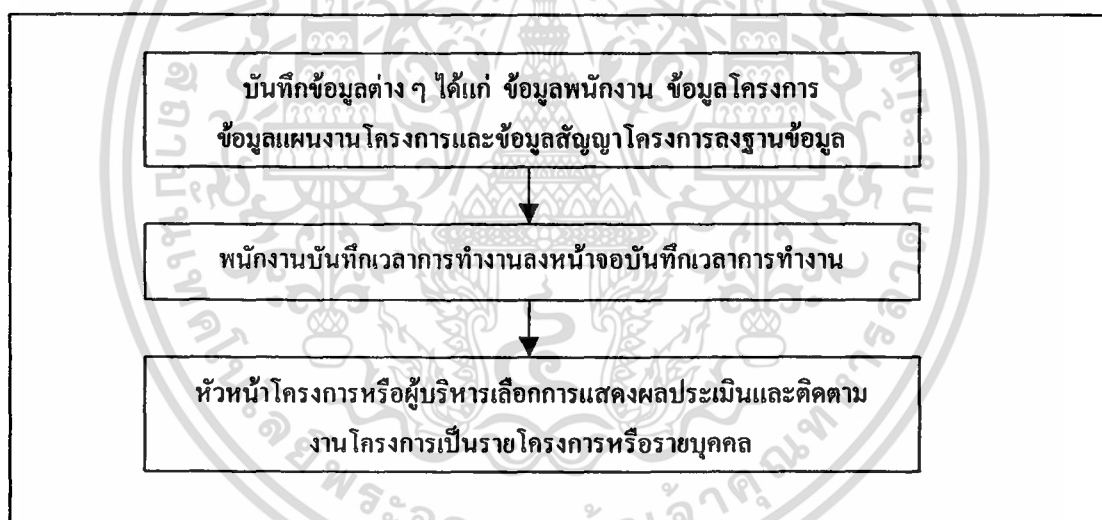 บันทึกข้อมูลต่าง ๆ ได้แก่ ข้อมูลพนักงาน ข้อมูลโครงการ
ข้อมูลแผนงานโครงการและข้อมูลสัญญาโครงการลงฐานข้อมูล
พนักงานบันทึกเวลาการทำงานลงหน้าจอบันทึกเวลาการทำงาน
หัวหน้าโครงการหรือผู้บริหารเลือกการแสดงผลประเมินและติดตาม
งานโครงการเป็นรายโครงการหรือรายบุคคล